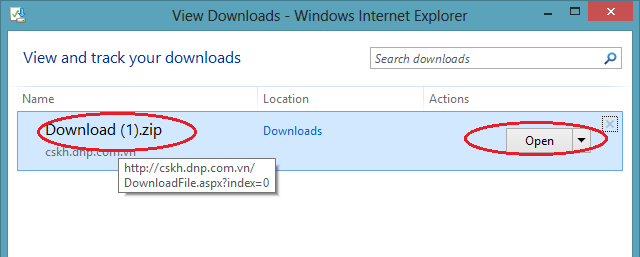 View Downloads - Windows Internet Explorer
View and track your downloads
Search downloads
Name Location Actions
Download (1).zip Downloads Open
cskh.dnp.com.vn
http://cskh.dnp.com.vn/
DownloadFile.aspx?index=0